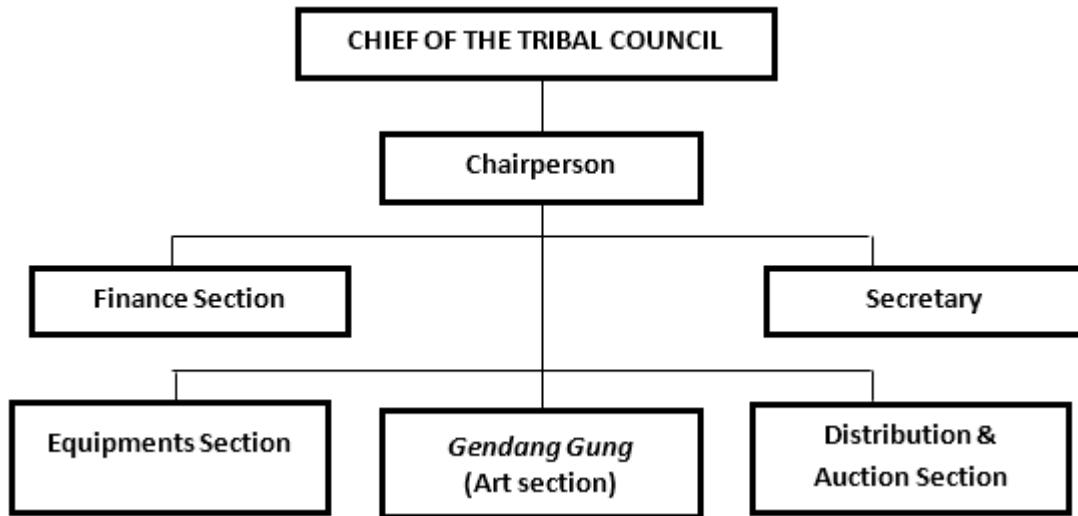 CHIEF OF THE TRIBAL COUNCIL
Chairperson
Finance Section
Secretary
Equipments Section
Gendang Gung
(Art section)
Distribution &
Auction Section